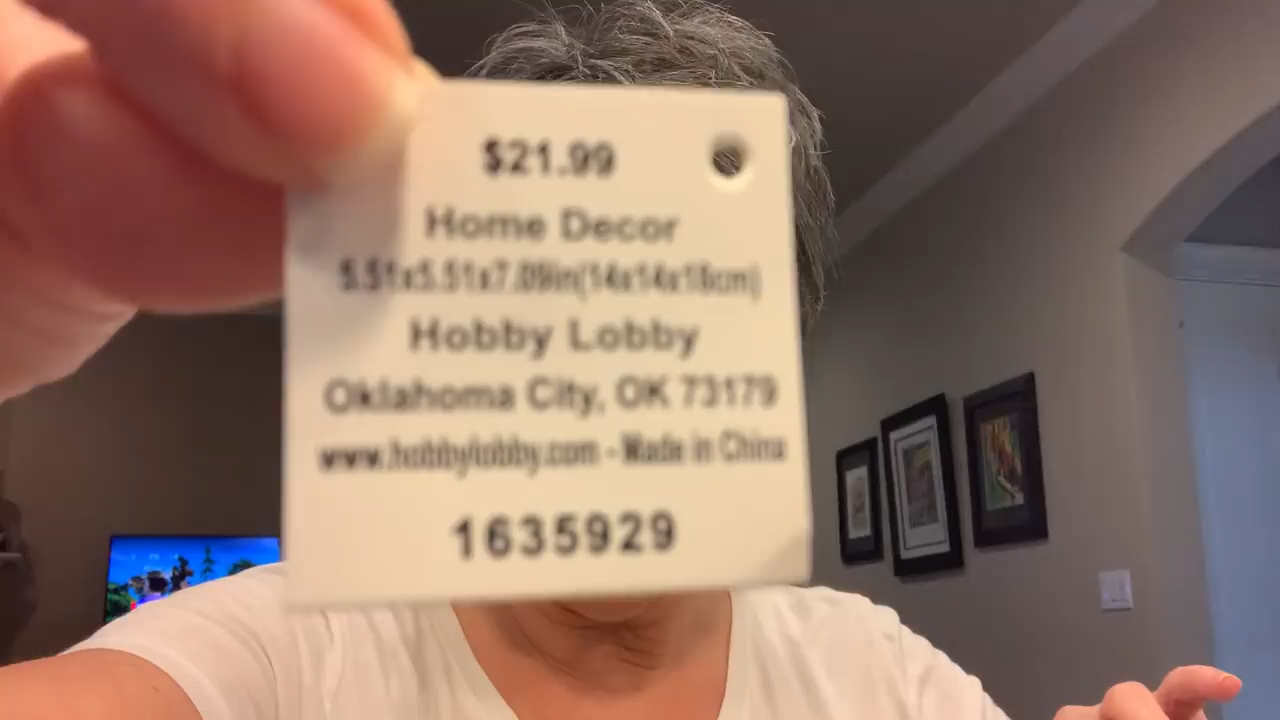 $21.99
Home Decor
5.51x5.51x7.09in(14x14x18cm)
Hobby Lobby
Oklahoma City, OK 73179
www.hobbylobby.com - Made in China
1635929